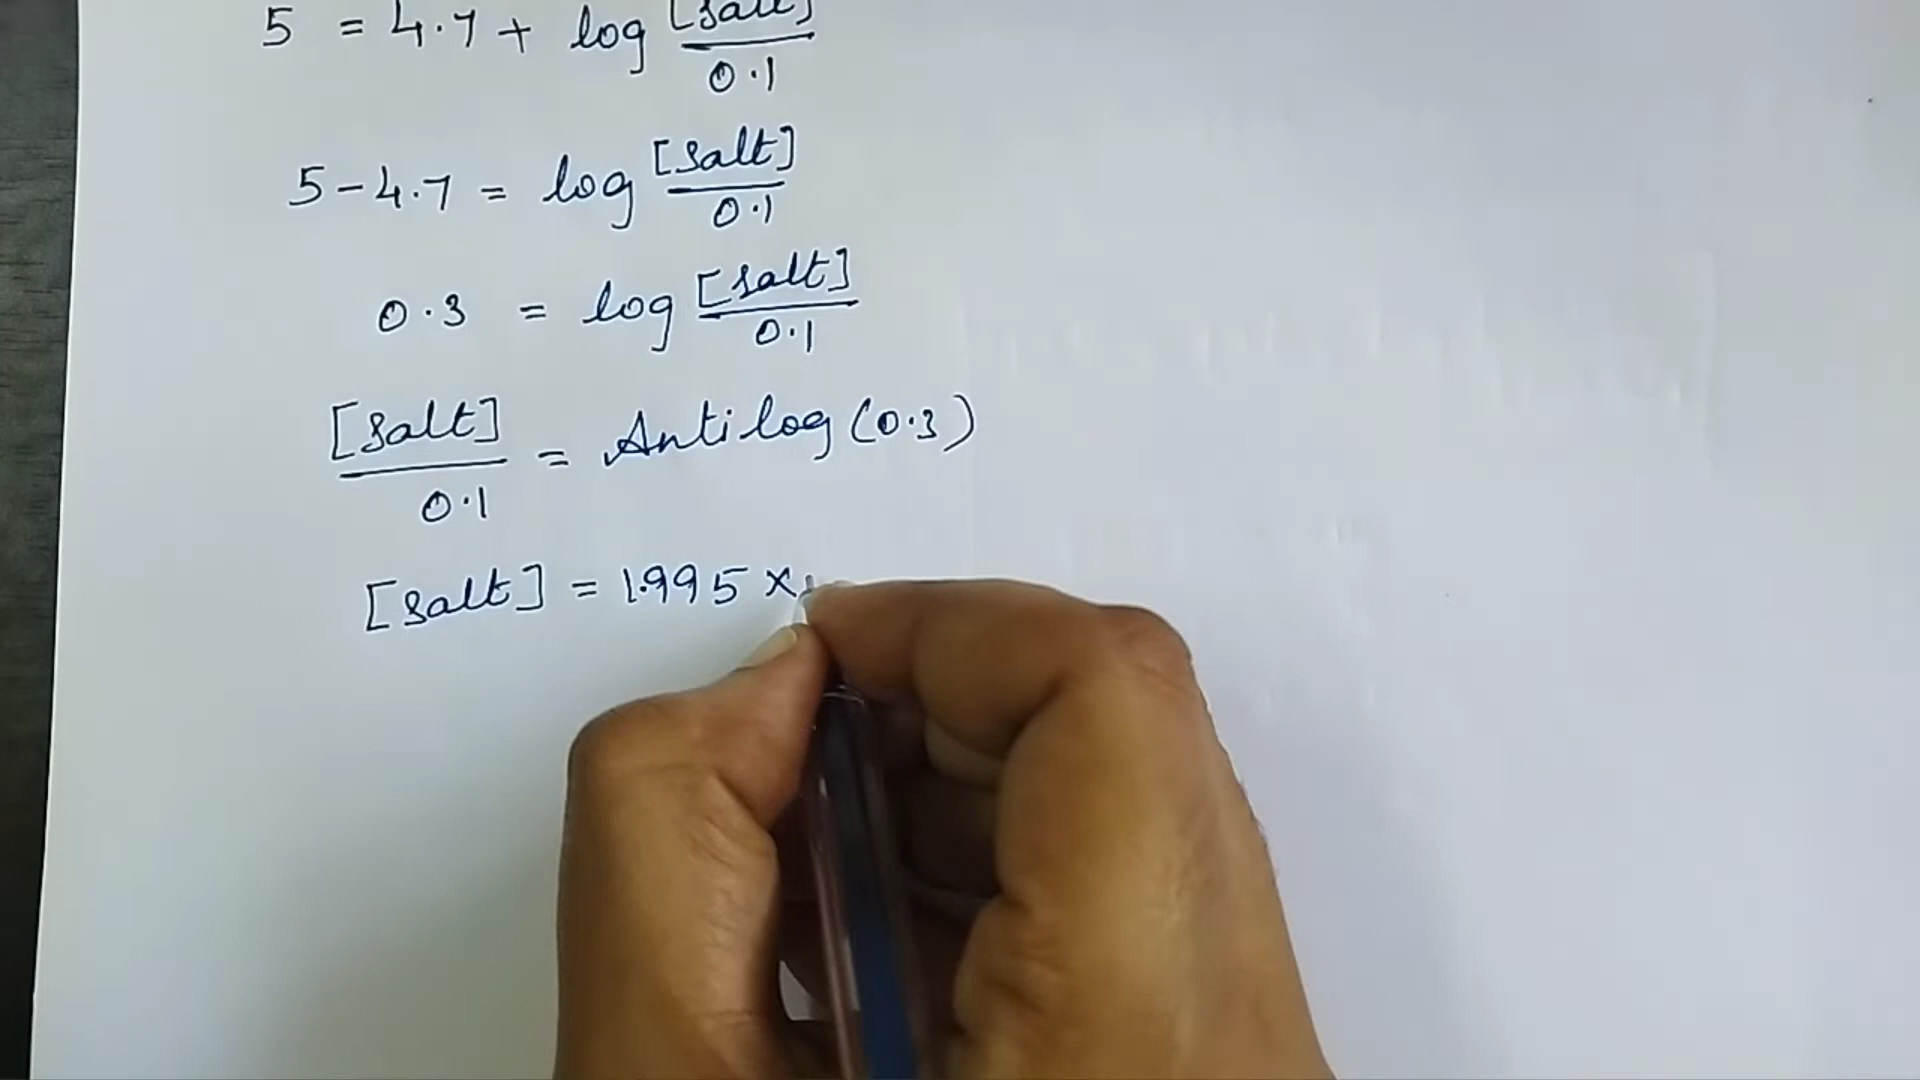 5 = 4.7 + log [salt] / 0.1
5 - 4.7 = log [salt] / 0.1
0.3 = log [salt] / 0.1
[salt] / 0.1 = Antilog (0.3)
[salt] = 1.995 ×